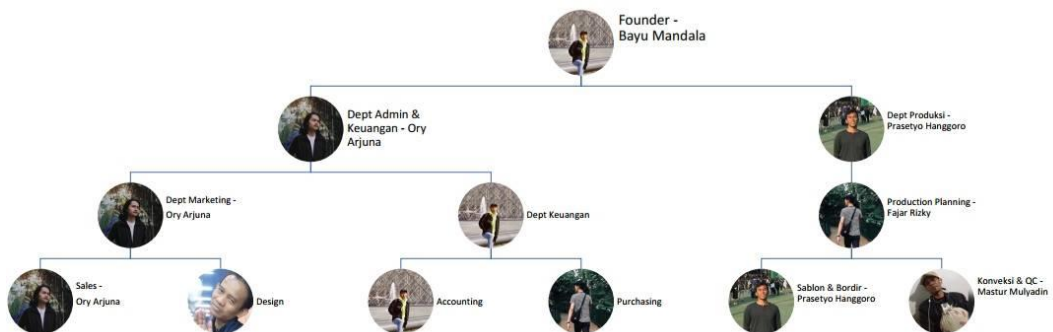 Founder -
Bayu Mandala
Dept Admin &
Keuangan - Ory
Arjuna
Dept Produksi -
Prasetyo Hanggoro
Dept Marketing -
Ory Arjuna
Dept Keuangan
Production Planning -
Fajar Rizky
Sales -
Ory Arjuna
Design
Accounting
Purchasing
Sablon & Bordir -
Prasetyo Hanggoro
Konveksi & QC -
Mastur Mulyadin